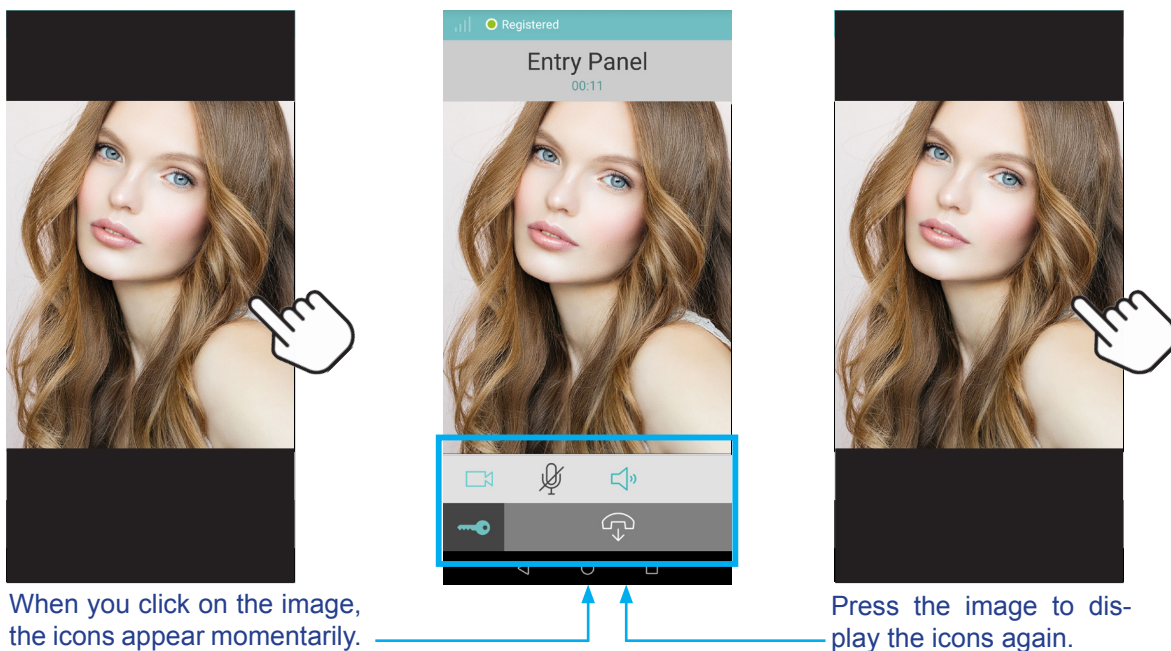 Registered
Entry Panel
00:11
When you click on the image,
the icons appear momentarily.
Press the image to dis-
play the icons again.